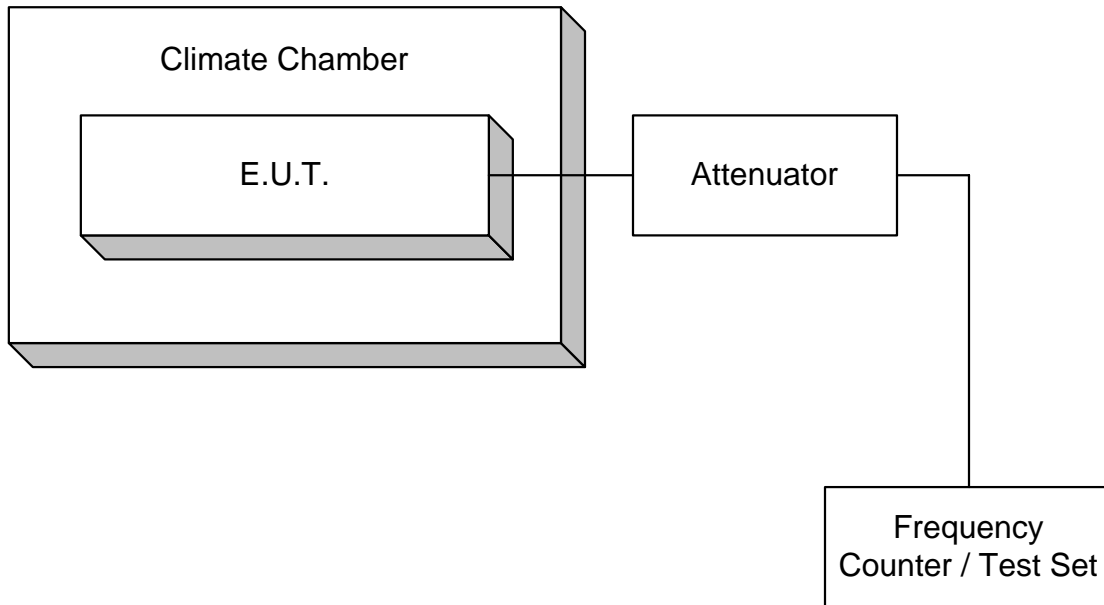 Climate Chamber
E.U.T.
Attenuator
Frequency
Counter / Test Set